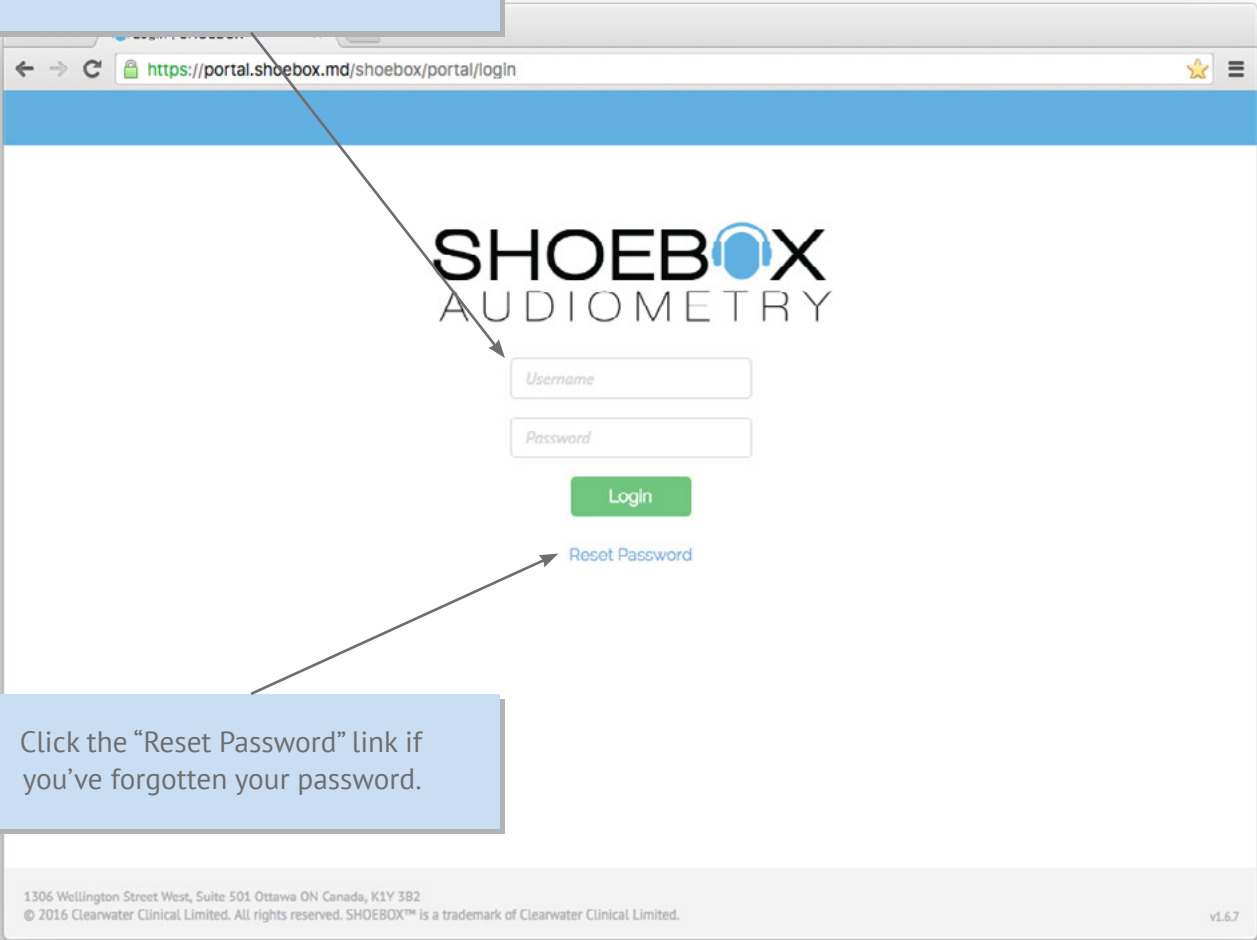 https://portal.shoebox.md/shoebox/portal/login
SHOEBOX
AUDIOMETRY
Username
Password
Login
Reset Password
Click the “Reset Password” link if
you’ve forgotten your password.
1306 Wellington Street West, Suite 501 Ottawa ON Canada, K1Y 3B2
© 2016 Clearwater Clinical Limited. All rights reserved. SHOEBOX™ is a trademark of Clearwater Clinical Limited.
v1.6.7